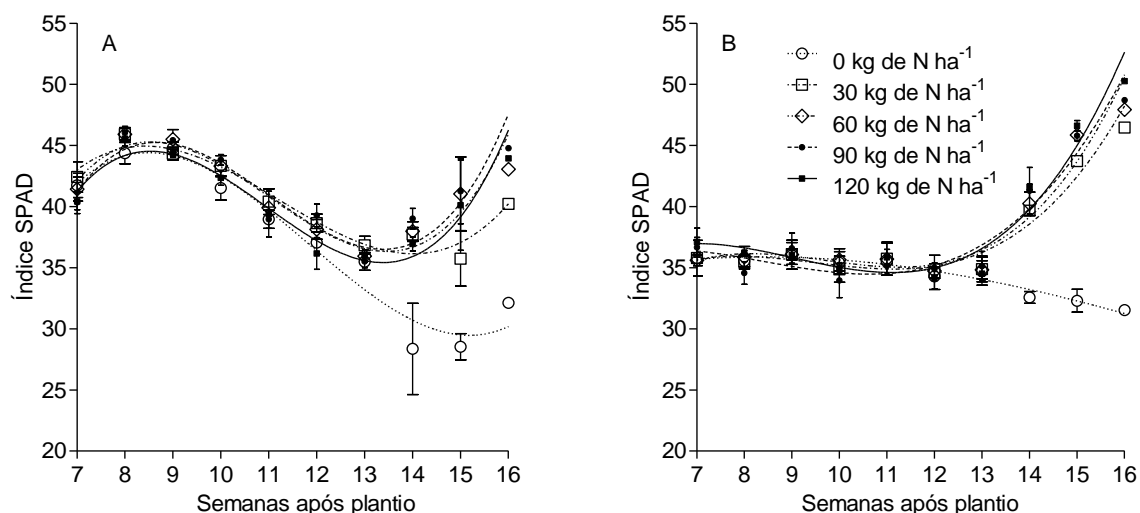 A
Índice SPAD
55
50
45
40
35
30
25
20
7 8 9 10 11 12 13 14 15 16
Semanas após plantio
B
0 kg de N ha⁻¹
30 kg de N ha⁻¹
60 kg de N ha⁻¹
90 kg de N ha⁻¹
120 kg de N ha⁻¹
Índice SPAD
55
50
45
40
35
30
25
20
7 8 9 10 11 12 13 14 15 16
Semanas após plantio